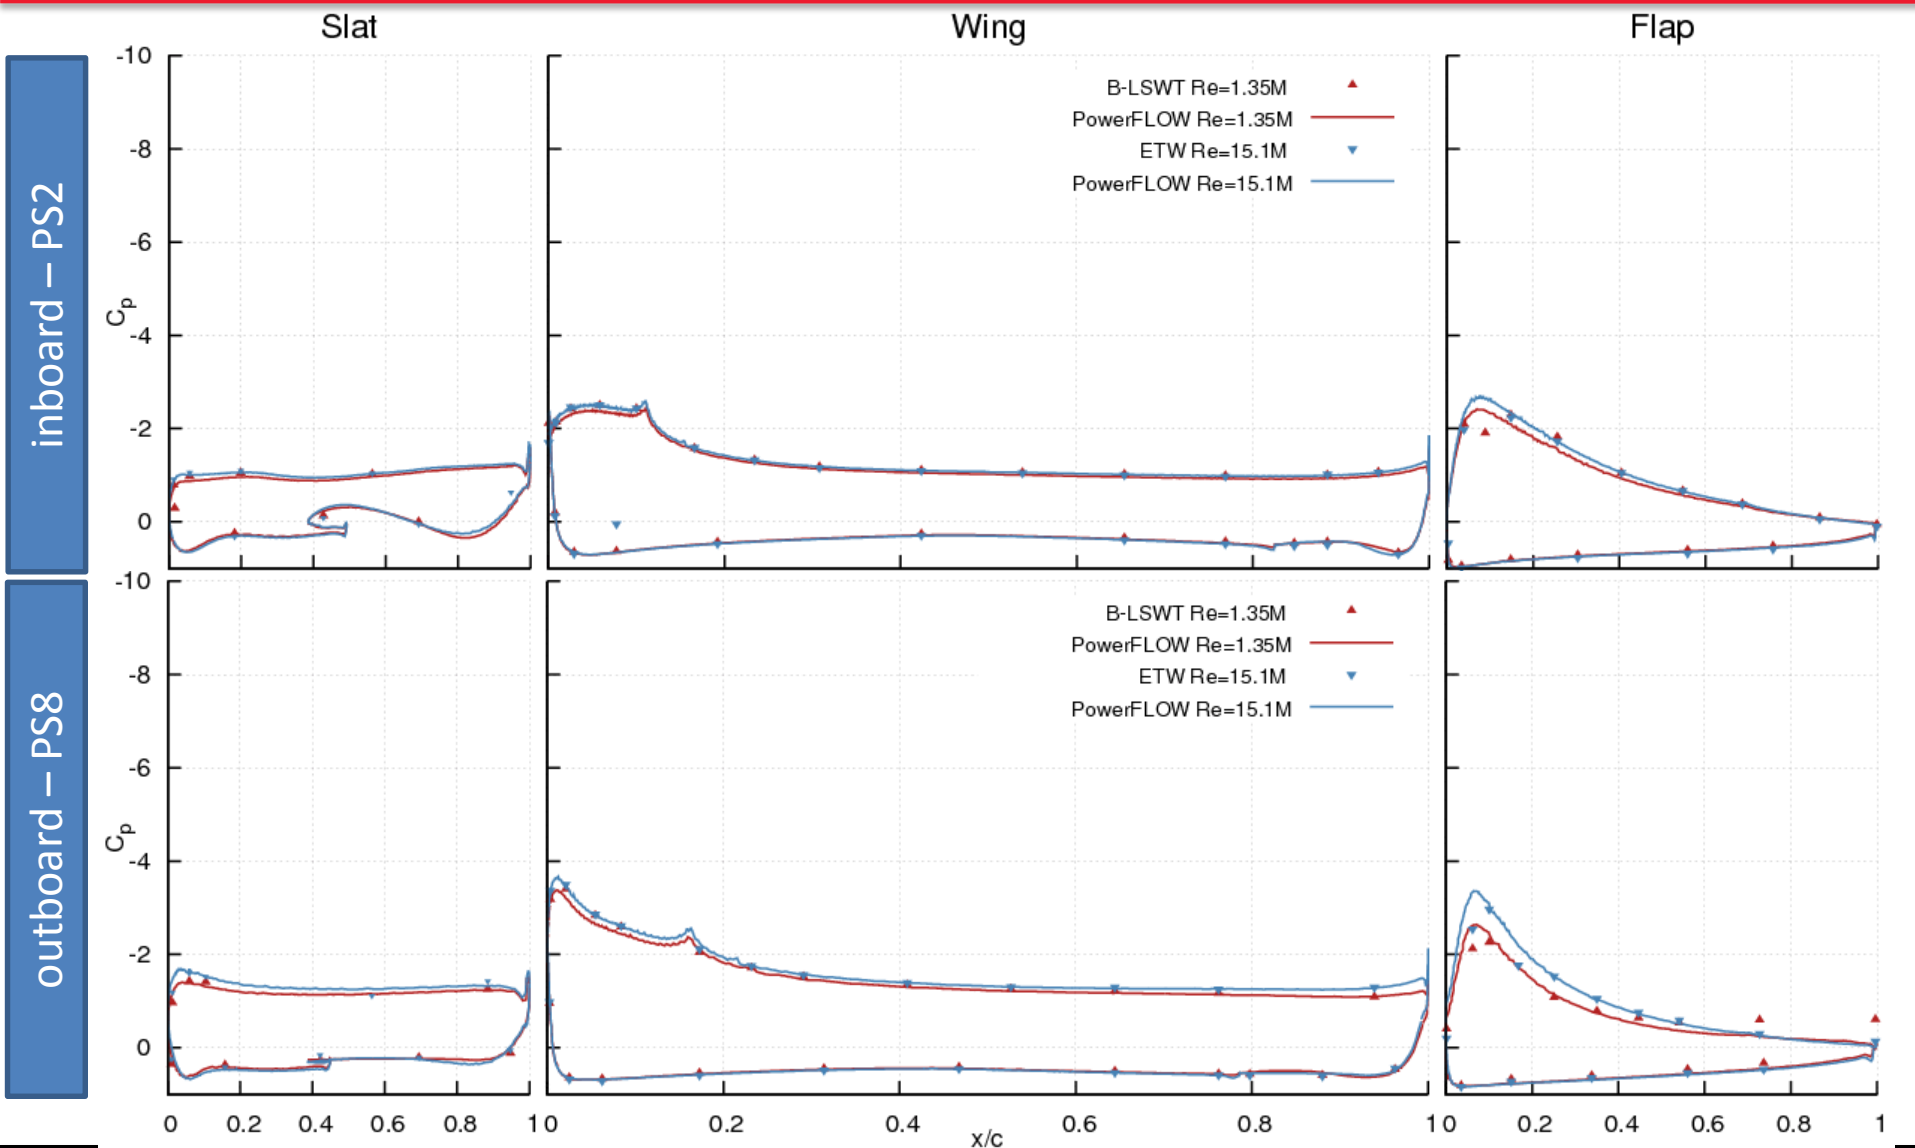 Slat
Wing
Flap
inboard – PS2
Cp
-10
-8
-6
-4
-2
0
B-LSWT Re=1.35M
PowerFLOW Re=1.35M
ETW Re=15.1M
PowerFLOW Re=15.1M
outboard – PS8
Cp
-10
-8
-6
-4
-2
0
B-LSWT Re=1.35M
PowerFLOW Re=1.35M
ETW Re=15.1M
PowerFLOW Re=15.1M
0 0.2 0.4 0.6 0.8 1
0 0.2 0.4 0.6 0.8 1
0 0.2 0.4 0.6 0.8 1
x/c